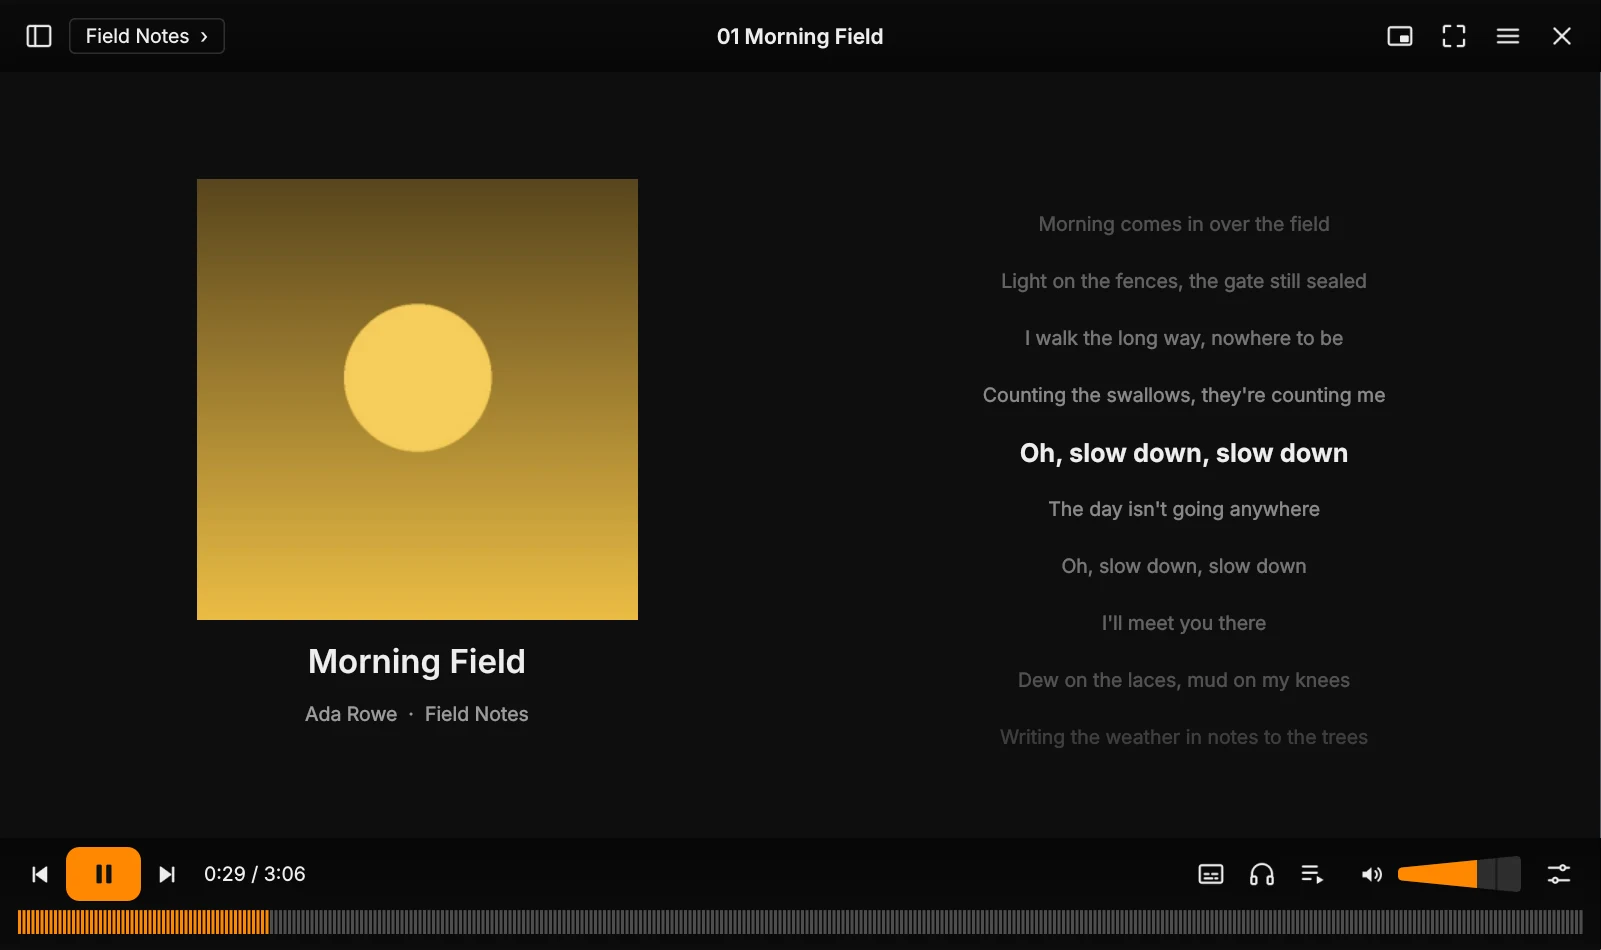 Field Notes ›
01 Morning Field
Morning comes in over the field
Light on the fences, the gate still sealed
I walk the long way, nowhere to be
Counting the swallows, they're counting me
Oh, slow down, slow down
The day isn't going anywhere
Oh, slow down, slow down
I'll meet you there
Dew on the laces, mud on my knees
Writing the weather in notes to the trees
Morning Field
Ada Rowe · Field Notes
0:29 / 3:06